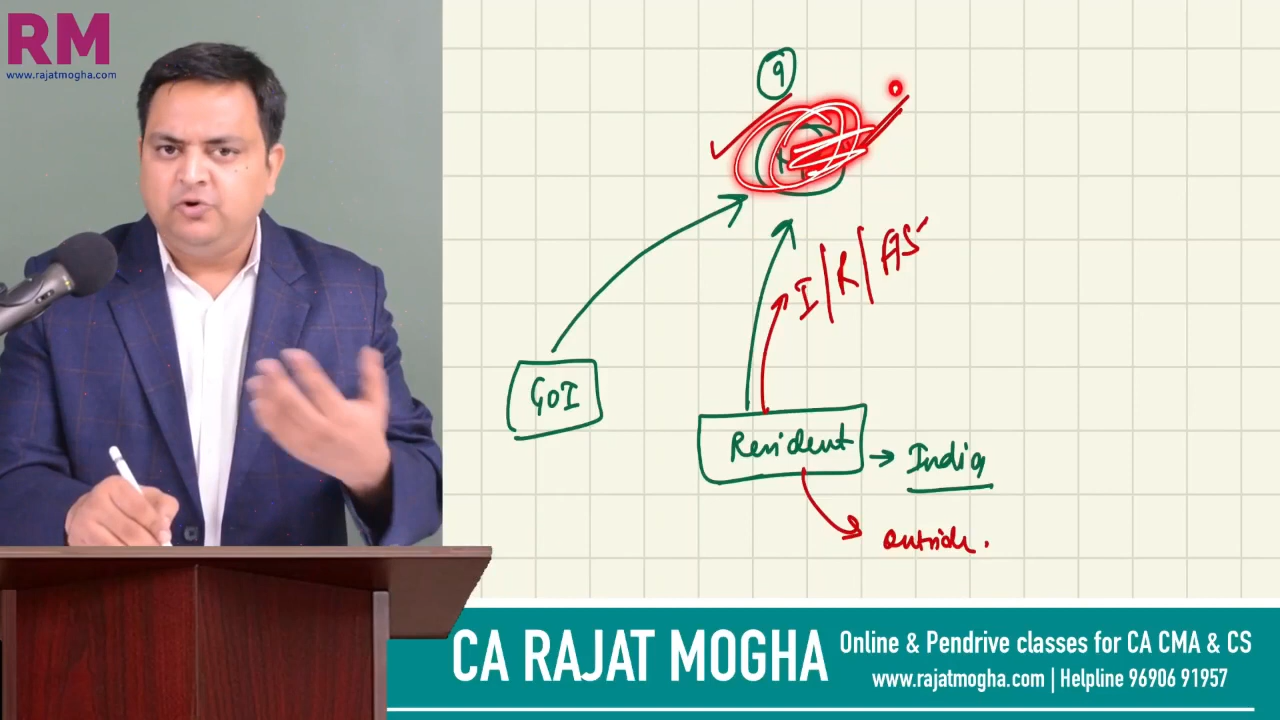 RM
www.rajatmogha.com
9
I/R/FTS
GOI
Resident → India
outside.
CA RAJAT MOGHA
Online & Pendrive classes for CA CMA & CS
www.rajatmogha.com | Helpline 96906 91957